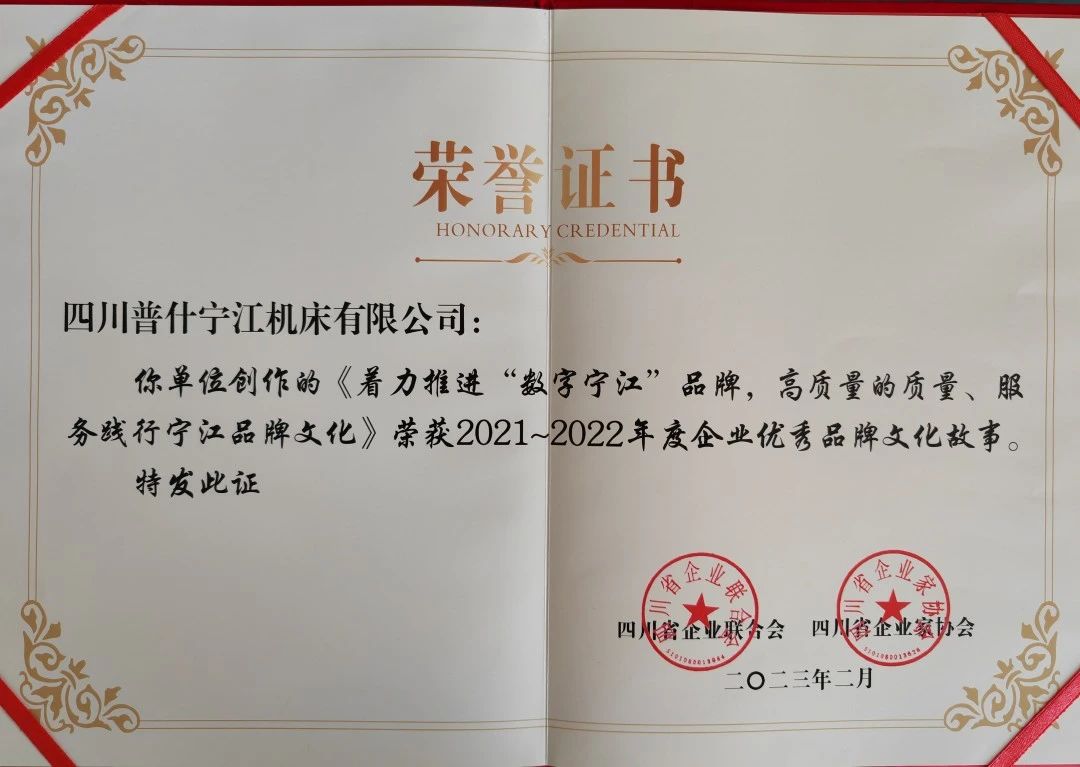 荣誉证书
HONORARY CREDENTIAL
四川普什宁江机床有限公司：
你单位创作的《着力推进“数字宁江”品牌，高质量的质量、服
务践行宁江品牌文化》荣获2021~2022年度企业优秀品牌文化故事。
特发此证
四川省企业联合会
四川省企业家协会
四川省企业联合会 四川省企业家协会
二〇二三年二月